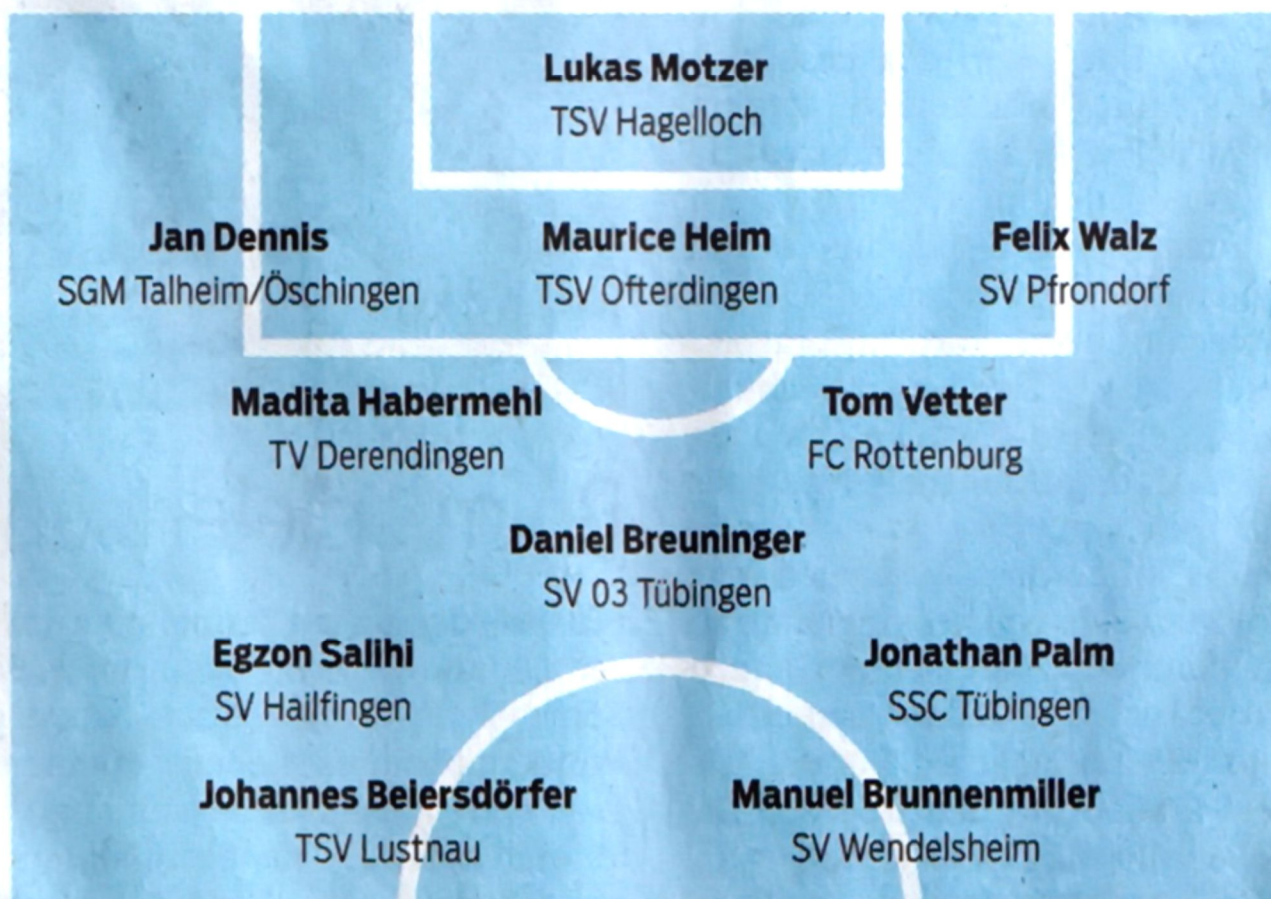 Lukas Motzer
TSV Hagelloch
Jan Dennis
SGM Talheim/Öschingen
Maurice Heim
TSV Ofterdingen
Felix Walz
SV Pfrondorf
Madita Habermehl
TV Derendingen
Tom Vetter
FC Rottenburg
Daniel Breuninger
SV 03 Tübingen
Egzon Salihi
SV Hailfingen
Jonathan Palm
SSC Tübingen
Johannes Beiersdörfer
TSV Lustnau
Manuel Brunnenmiller
SV Wendelsheim